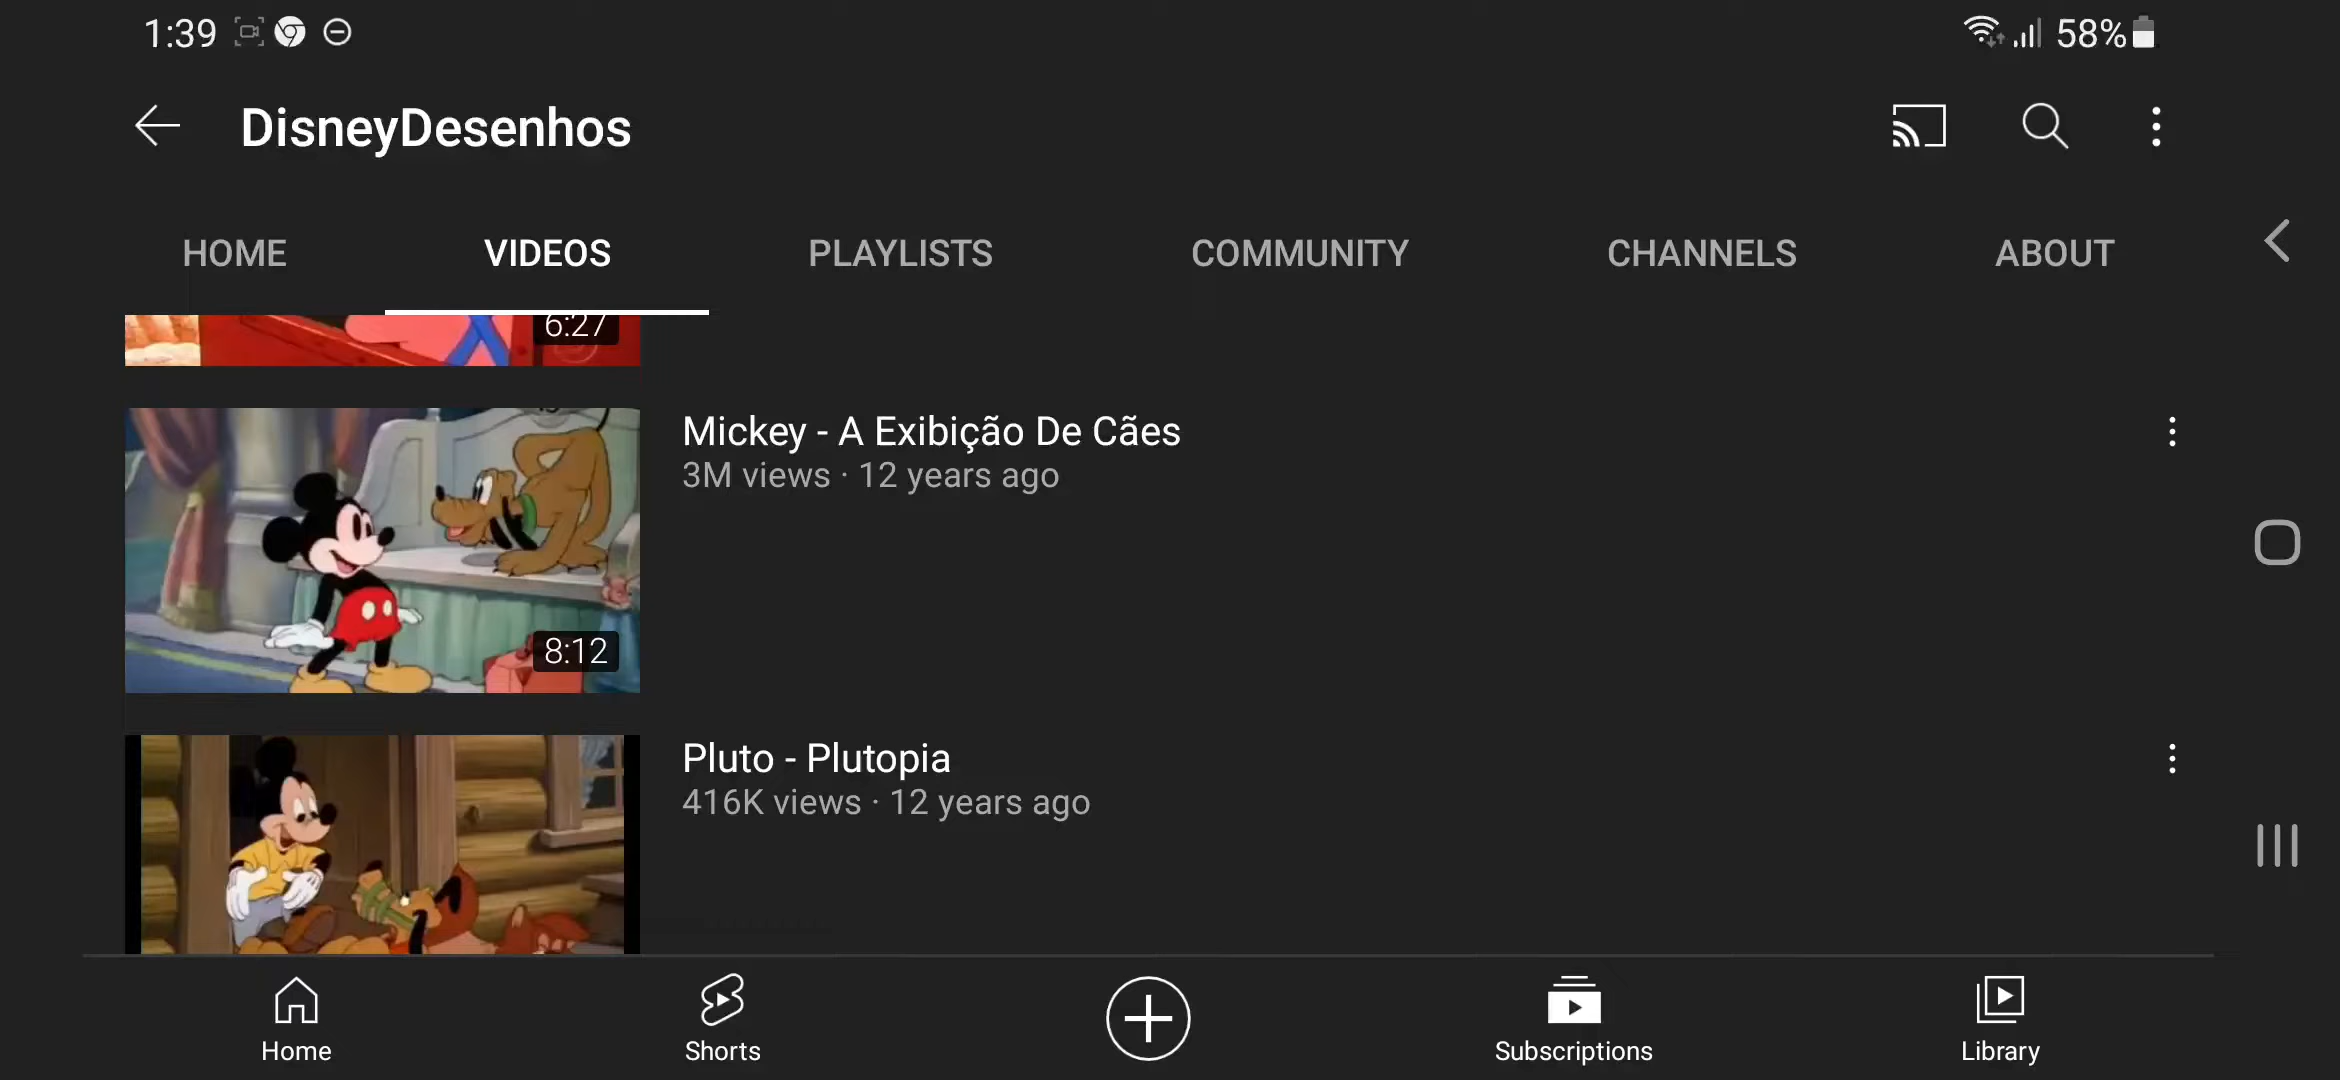 1:39
58%
DisneyDesenhos
HOME
VIDEOS
PLAYLISTS
COMMUNITY
CHANNELS
ABOUT
6:27
Mickey - A Exibição De Cães
3M views · 12 years ago
8:12
Pluto - Plutopia
416K views · 12 years ago
Home
Shorts
Subscriptions
Library